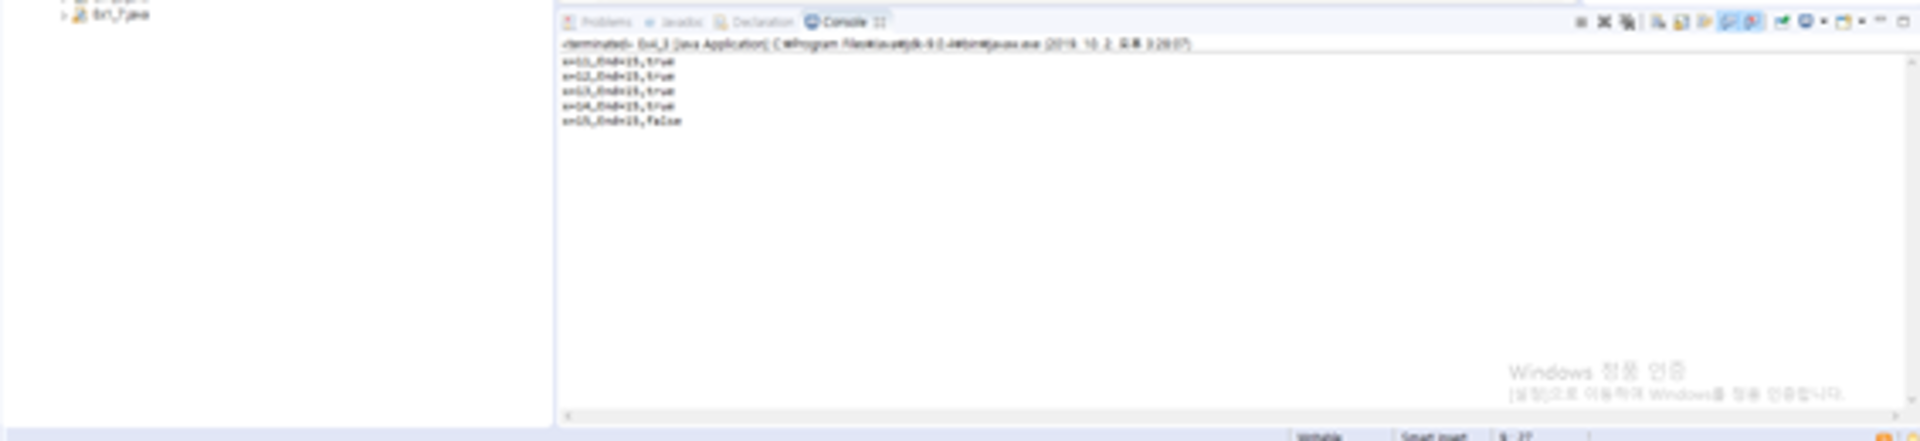 Ex1_7.java
Problems Javadoc Declaration Console
<terminated> Ex4_3 [Java Application] C:₩Program Files₩Java₩jdk-9.0.4₩bin₩javaw.exe (2019. 10. 2. 오후 3:28:07)
x=11,End=15,true
x=12,End=15,true
x=13,End=15,true
x=14,End=15,true
x=15,End=15,false
Windows 정품 인증
[설정]으로 이동하여 Windows를 정품 인증합니다.
Writable Smart Insert 9 : 27